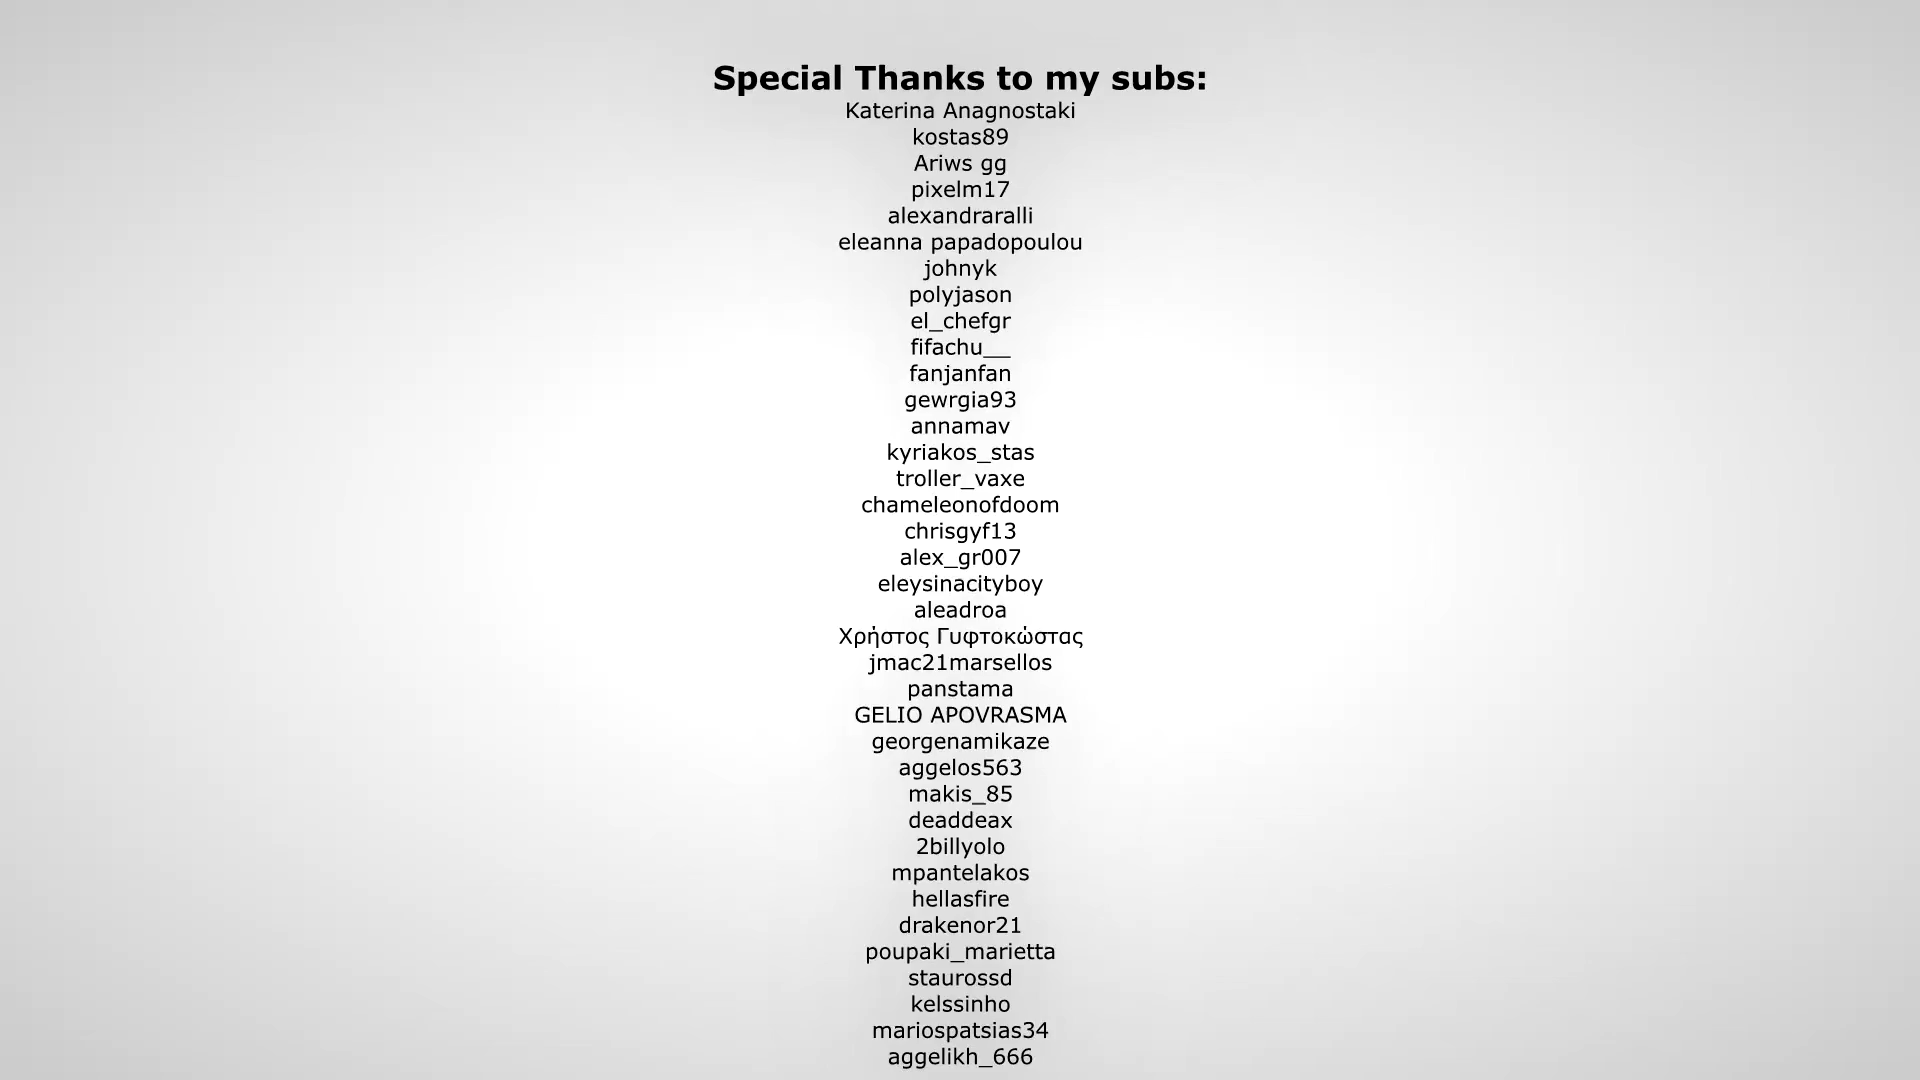 Special Thanks to my subs:
Katerina Anagnostaki
kostas89
Ariws gg
pixelm17
alexandraralli
eleanna papadopoulou
johnyk
polyjason
el_chefgr
fifachu__
fanjanfan
gewrgia93
annamav
kyriakos_stas
troller_vaxe
chameleonofdoom
chrisgyf13
alex_gr007
eleysinacityboy
aleadroa
Χρήστος Γυφτοκώστας
jmac21marsellos
panstama
GELIO APOVRASMA
georgenamikaze
aggelos563
makis_85
deaddeax
2billyolo
mpantelakos
hellasfire
drakenor21
poupaki_marietta
staurossd
kelssinho
mariospatsias34
aggelikh_666